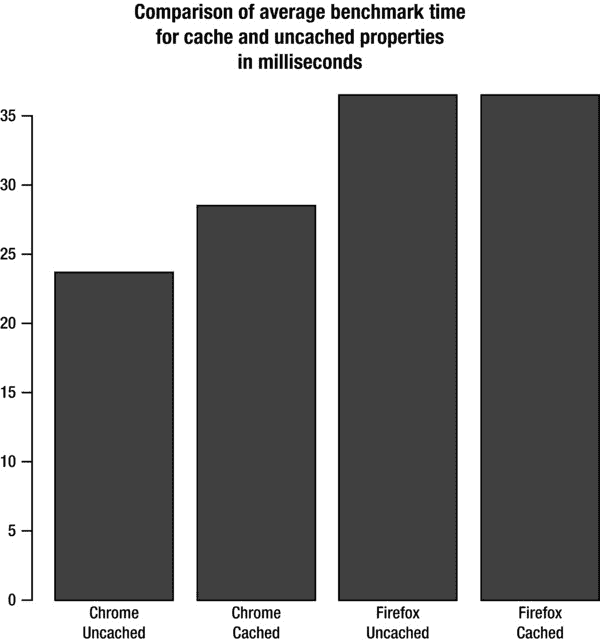 Comparison of average benchmark time
for cache and uncached properties
in milliseconds
35
30
25
20
15
10
5
0
Chrome Uncached
Chrome Cached
Firefox Uncached
Firefox Cached